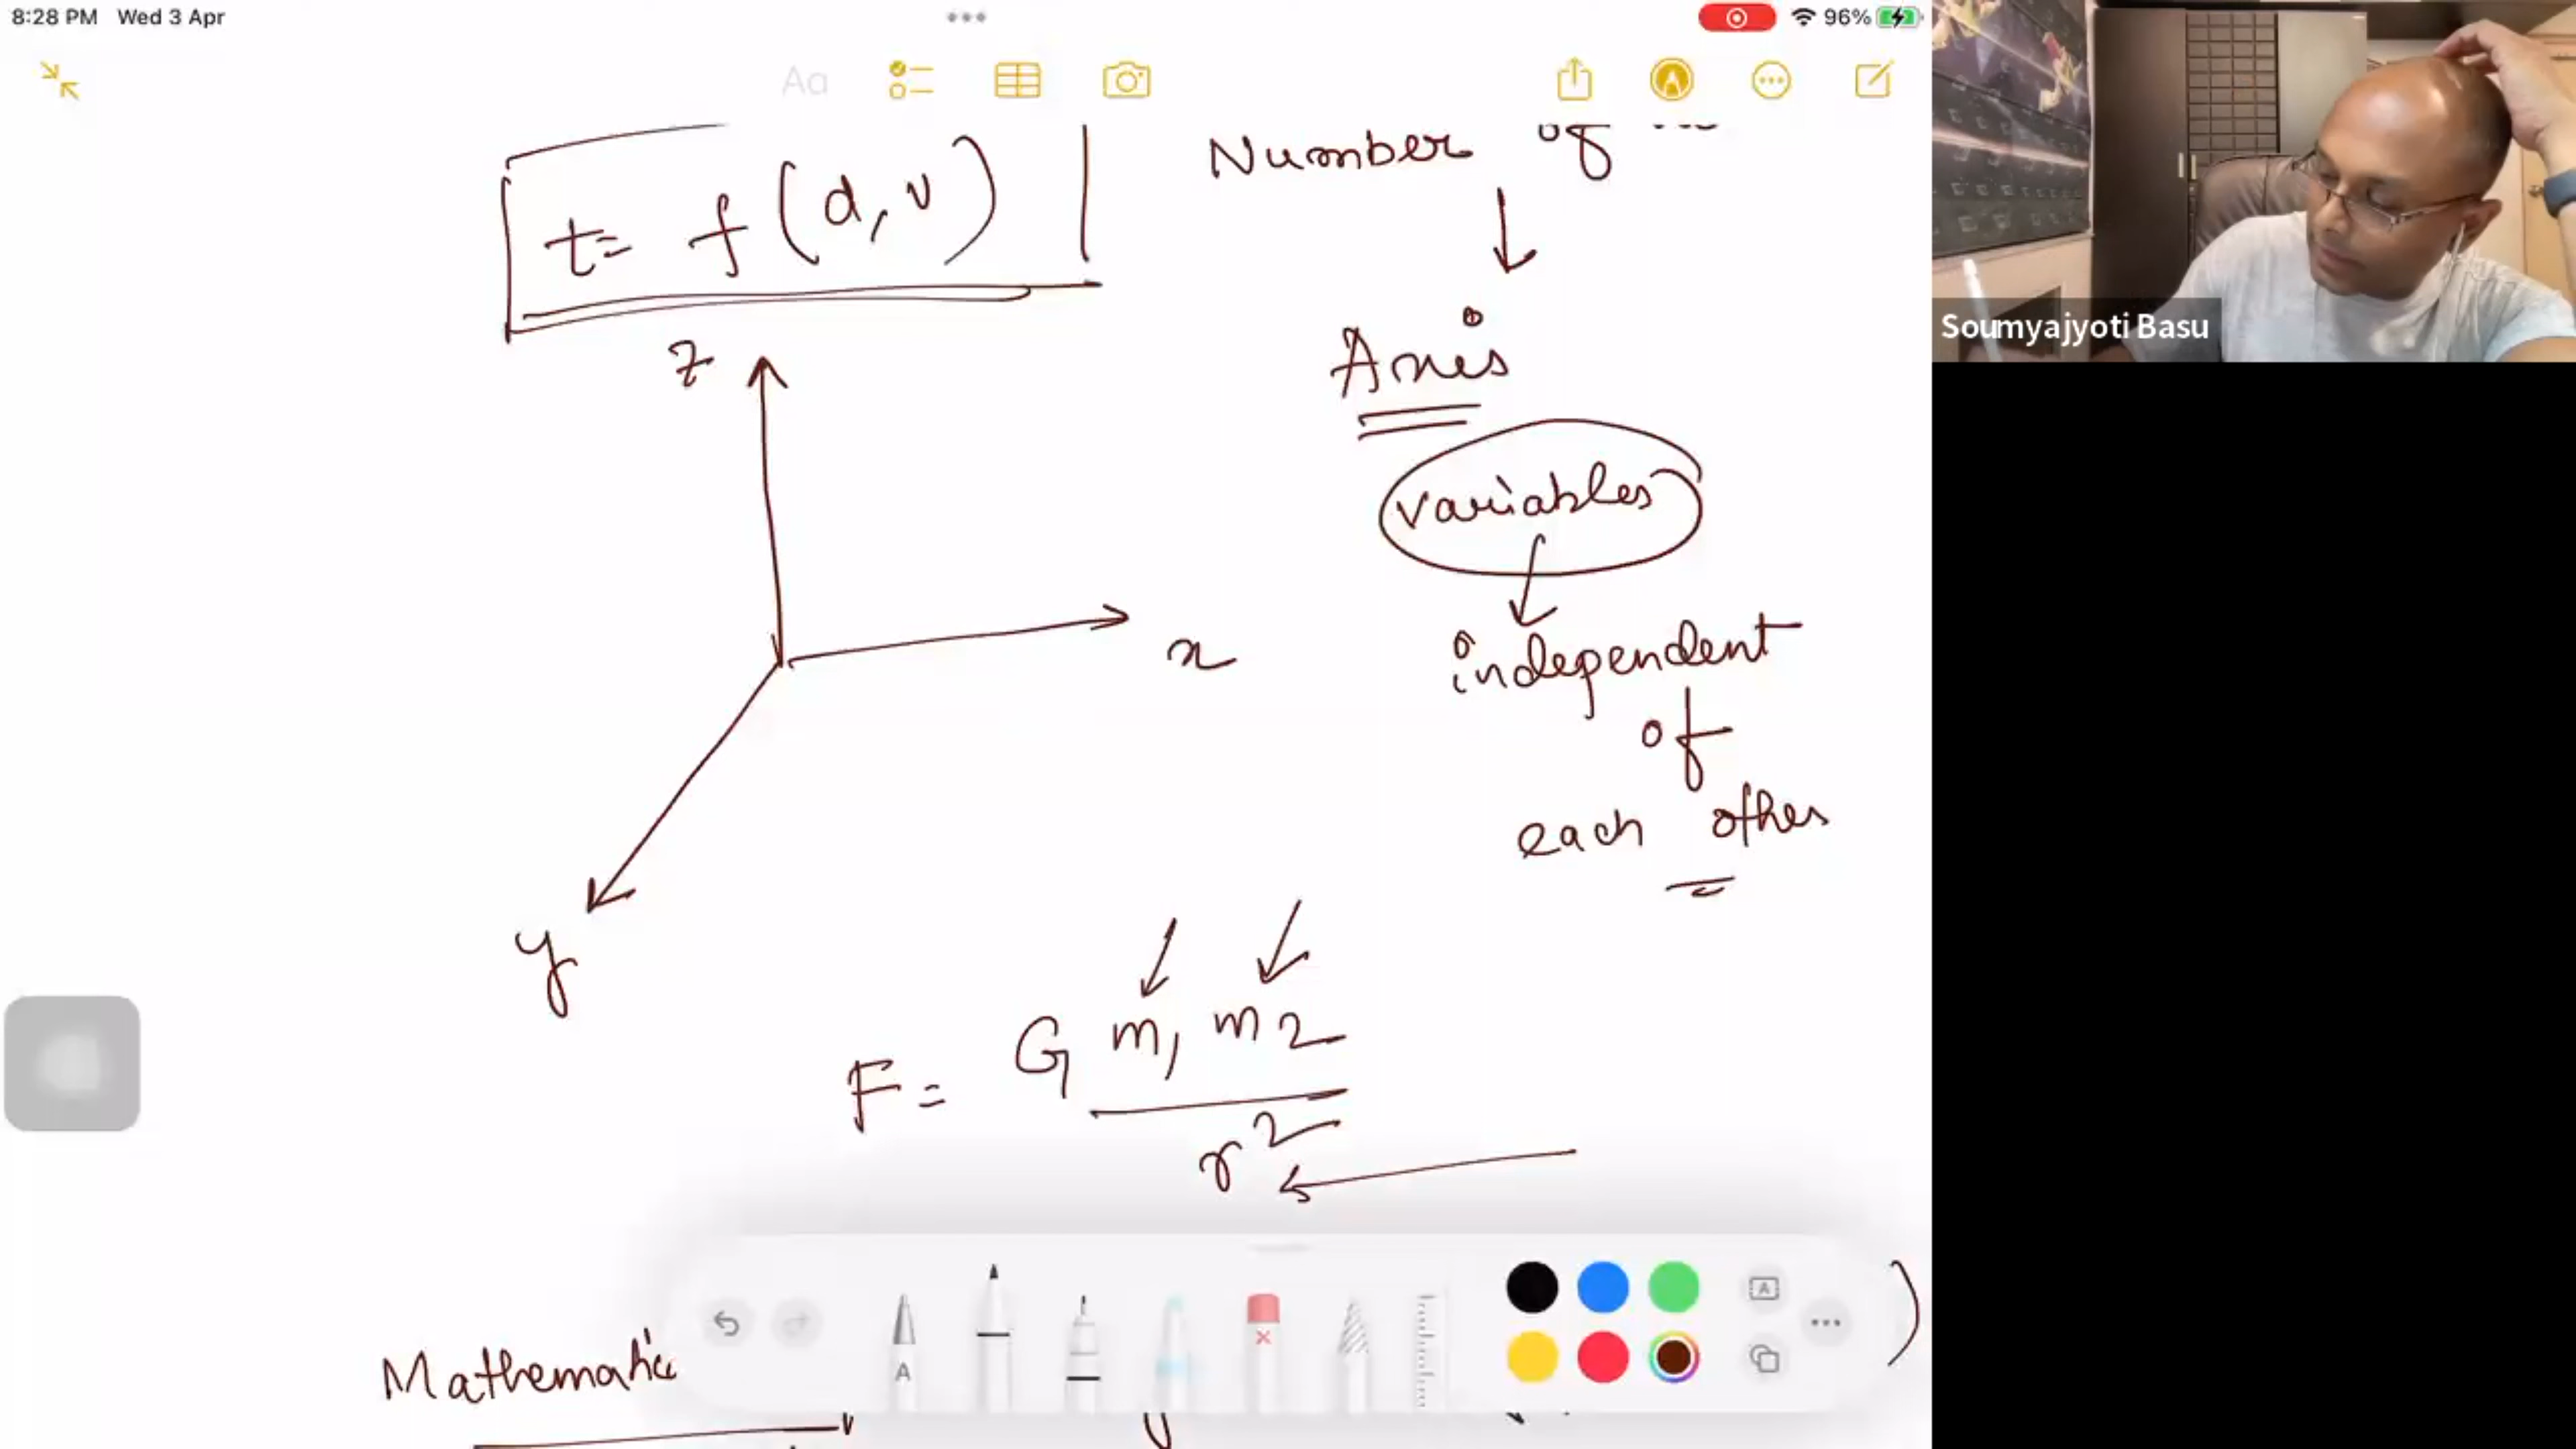 8:28 PM Wed 3 Apr
96%
Aa
t= f(d,v)
Number of
Axis
variables
independent
of
each other
z
x
y
F = G m1 m2
r2
Mathematic
A
A
Soumyajyoti Basu